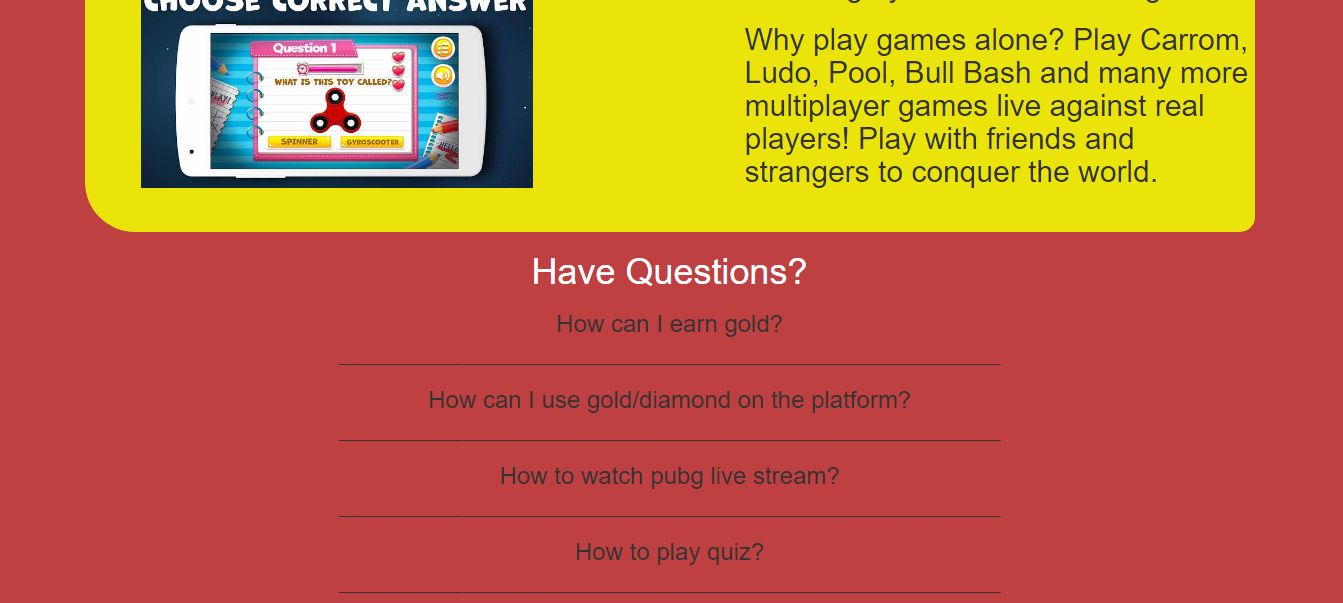 CHOOSE CORRECT ANSWER
Question 1
WHAT IS THIS TOY CALLED?
SPINNER
GYROSCOOTER
Why play games alone? Play Carrom,
Ludo, Pool, Bull Bash and many more
multiplayer games live against real
players! Play with friends and
strangers to conquer the world.
Have Questions?
How can I earn gold?
How can I use gold/diamond on the platform?
How to watch pubg live stream?
How to play quiz?